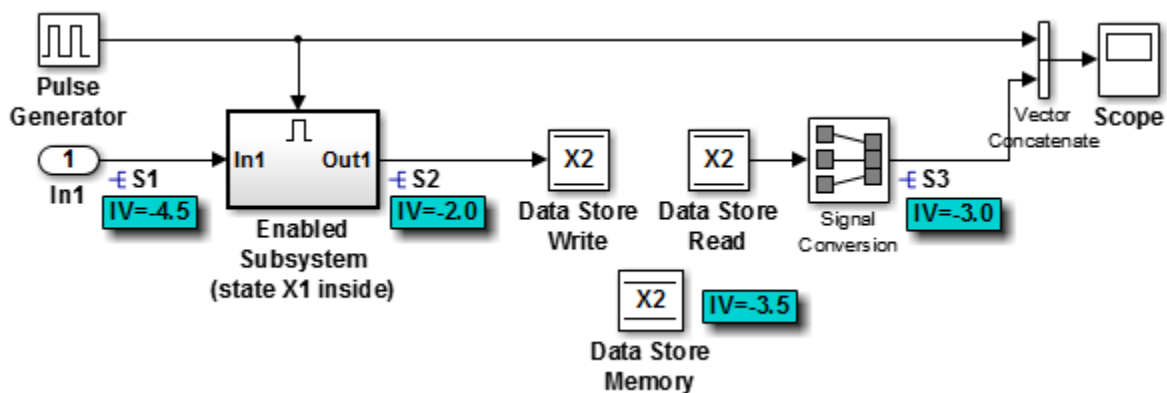 Pulse
Generator
1
In1
S1
IV=-4.5
In1
Out1
Enabled
Subsystem
(state X1 inside)
S2
IV=-2.0
X2
Data Store
Write
X2
Data Store
Read
Signal
Conversion
S3
IV=-3.0
Vector
Concatenate
Scope
X2
IV=-3.5
Data Store
Memory